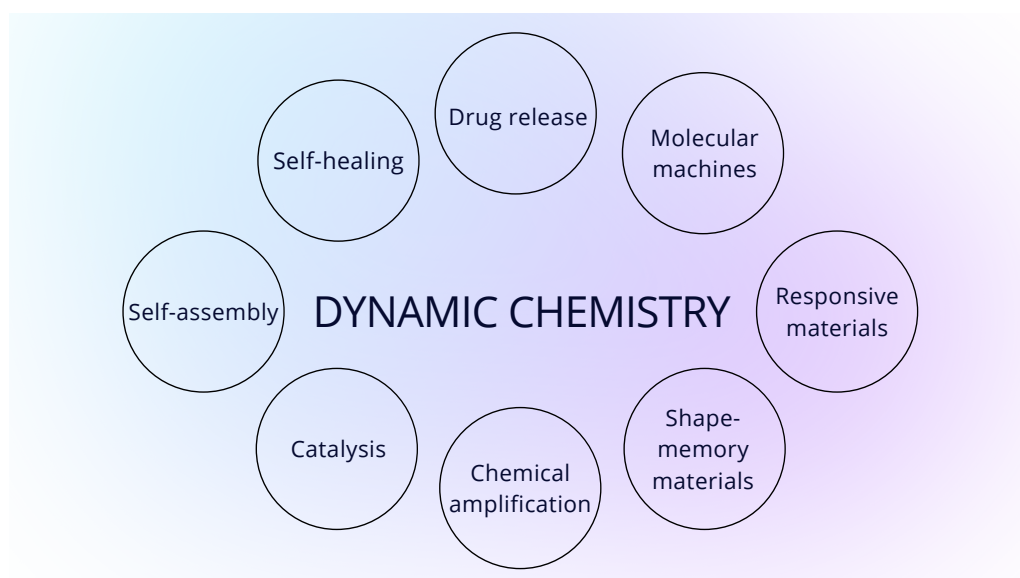 Drug release
Molecular
machines
Self-healing
Responsive
materials
DYNAMIC CHEMISTRY
Self-assembly
Shape-
memory
materials
Catalysis
Chemical
amplification